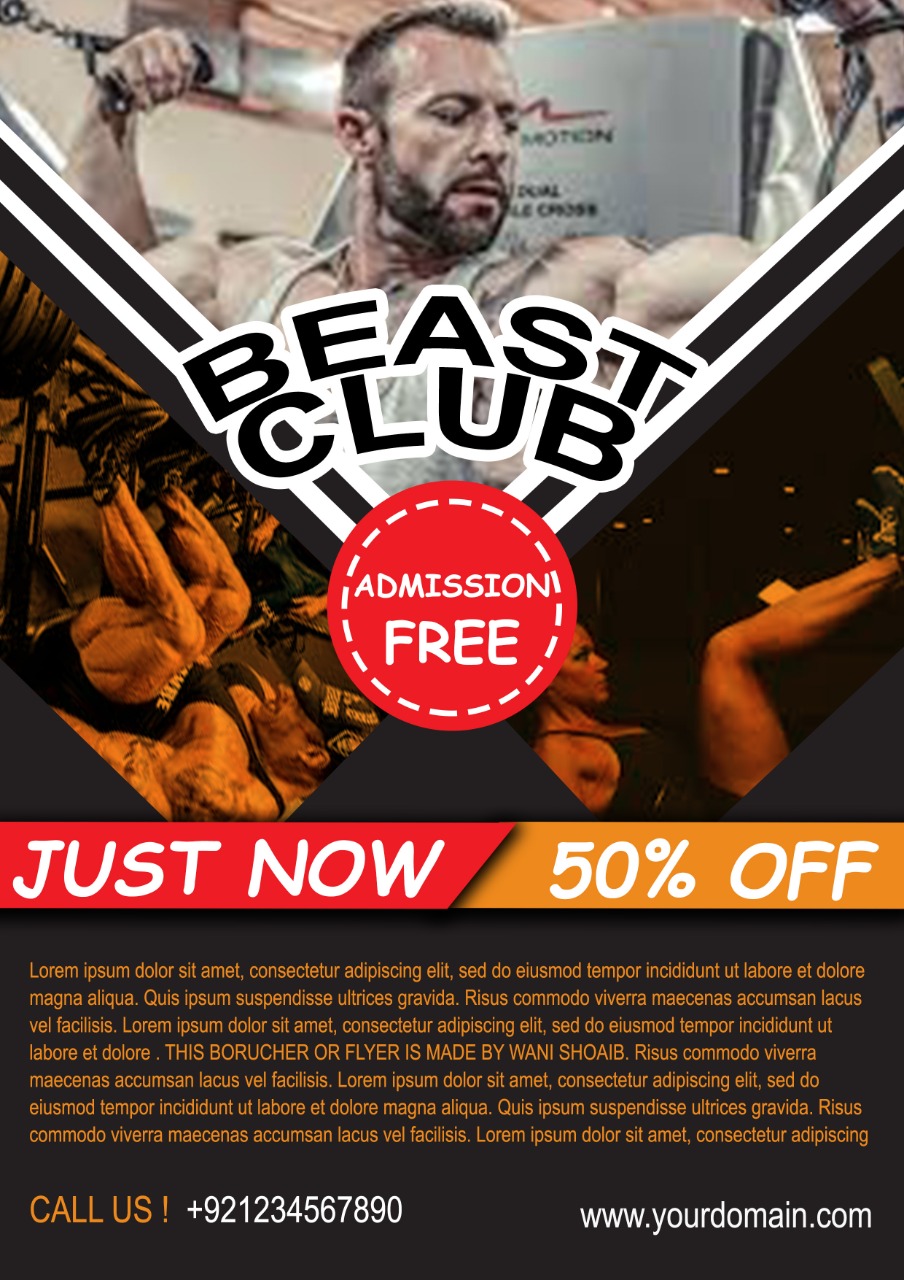 MOTION
DUAL
LE CROSS
BEAST
CLUB
ADMISSION
FREE
JUST NOW
50% OFF
Lorem ipsum dolor sit amet, consectetur adipiscing elit, sed do eiusmod tempor incididunt ut labore et dolore
magna aliqua. Quis ipsum suspendisse ultrices gravida. Risus commodo viverra maecenas accumsan lacus
vel facilisis. Lorem ipsum dolor sit amet, consectetur adipiscing elit, sed do eiusmod tempor incididunt ut
labore et dolore . THIS BORUCHER OR FLYER IS MADE BY WANI SHOAIB. Risus commodo viverra
maecenas accumsan lacus vel facilisis. Lorem ipsum dolor sit amet, consectetur adipiscing elit, sed do
eiusmod tempor incididunt ut labore et dolore magna aliqua. Quis ipsum suspendisse ultrices gravida. Risus
commodo viverra maecenas accumsan lacus vel facilisis. Lorem ipsum dolor sit amet, consectetur adipiscing
CALL US ! +921234567890
www.yourdomain.com